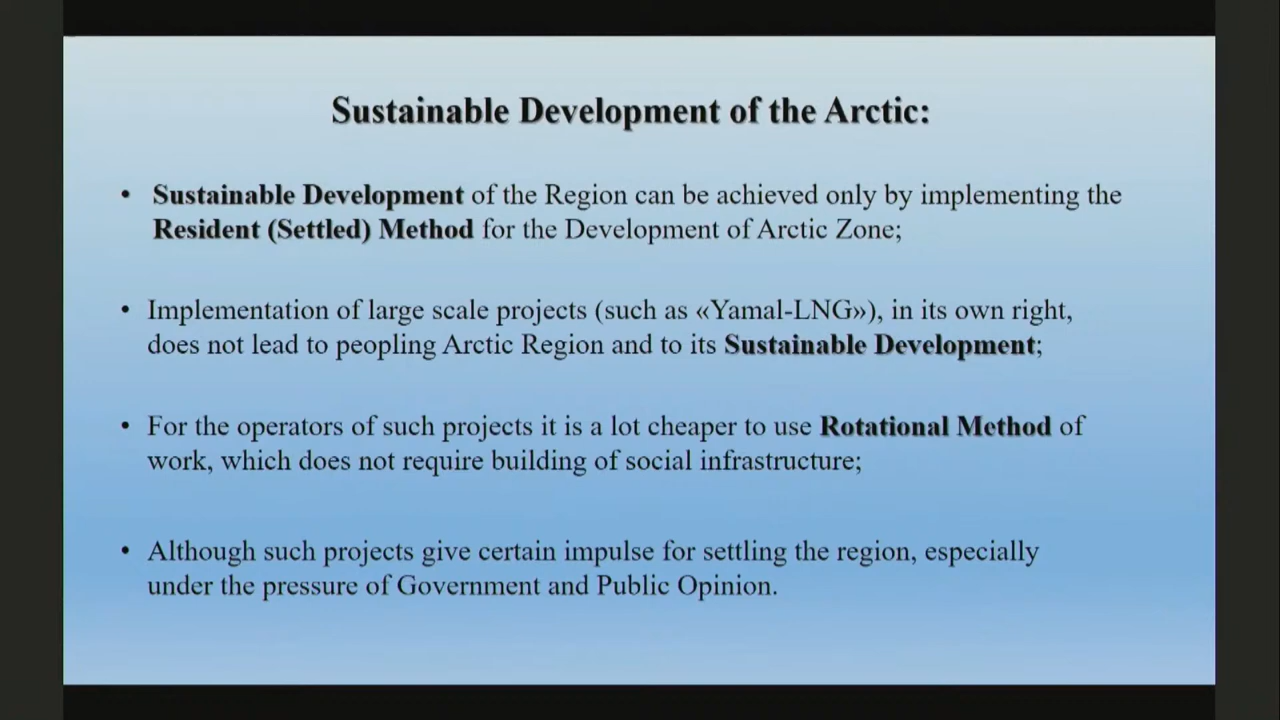 Sustainable Development of the Arctic:
• Sustainable Development of the Region can be achieved only by implementing the
Resident (Settled) Method for the Development of Arctic Zone;
• Implementation of large scale projects (such as «Yamal-LNG»), in its own right,
does not lead to peopling Arctic Region and to its Sustainable Development;
• For the operators of such projects it is a lot cheaper to use Rotational Method of
work, which does not require building of social infrastructure;
• Although such projects give certain impulse for settling the region, especially
under the pressure of Government and Public Opinion.